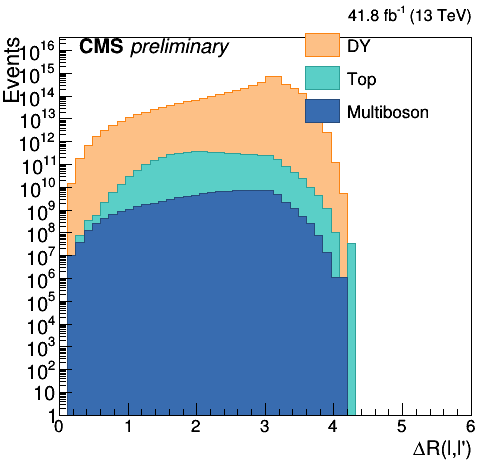 41.8 fb⁻¹ (13 TeV)
Events
CMS preliminary
DY
Top
Multiboson
10¹⁶
10¹⁵
10¹⁴
10¹³
10¹²
10¹¹
10¹⁰
10⁹
10⁸
10⁷
10⁶
10⁵
10⁴
10³
10²
10
1
0 1 2 3 4 5 6
ΔR(l,l')